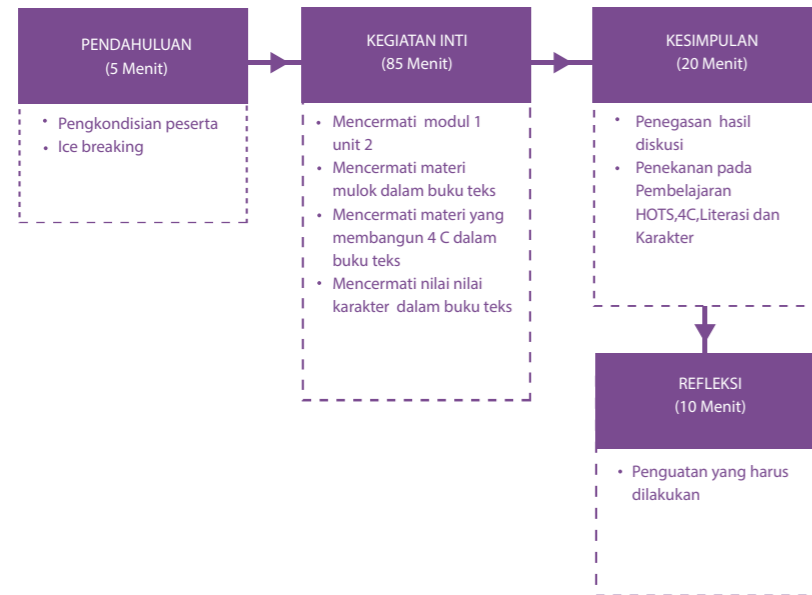 PENDAHULUAN
(5 Menit)
• Pengkondisian peserta
• Ice breaking
KEGIATAN INTI
(85 Menit)
• Mencermati modul 1
unit 2
• Mencermati materi
mulok dalam buku teks
• Mencermati materi yang
membangun 4 C dalam
buku teks
• Mencermati nilai nilai
karakter dalam buku teks
KESIMPULAN
(20 Menit)
• Penegasan hasil
diskusi
• Penekanan pada
Pembelajaran
HOTS,4C,Literasi dan
Karakter
REFLEKSI
(10 Menit)
• Penguatan yang harus
dilakukan